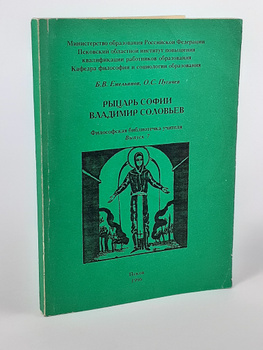 Министерство образования Российской Федерации
Псковский областной институт повышения
квалификации работников образования
Кафедра философии и социологии образования
Б.В. Емельянов, О.С.
РЫЦАРЬ СОФИИ
ВЛАДИМИР СОЛОВЬЕВ
Философская библиотечка учителя
Выпуск
Псков